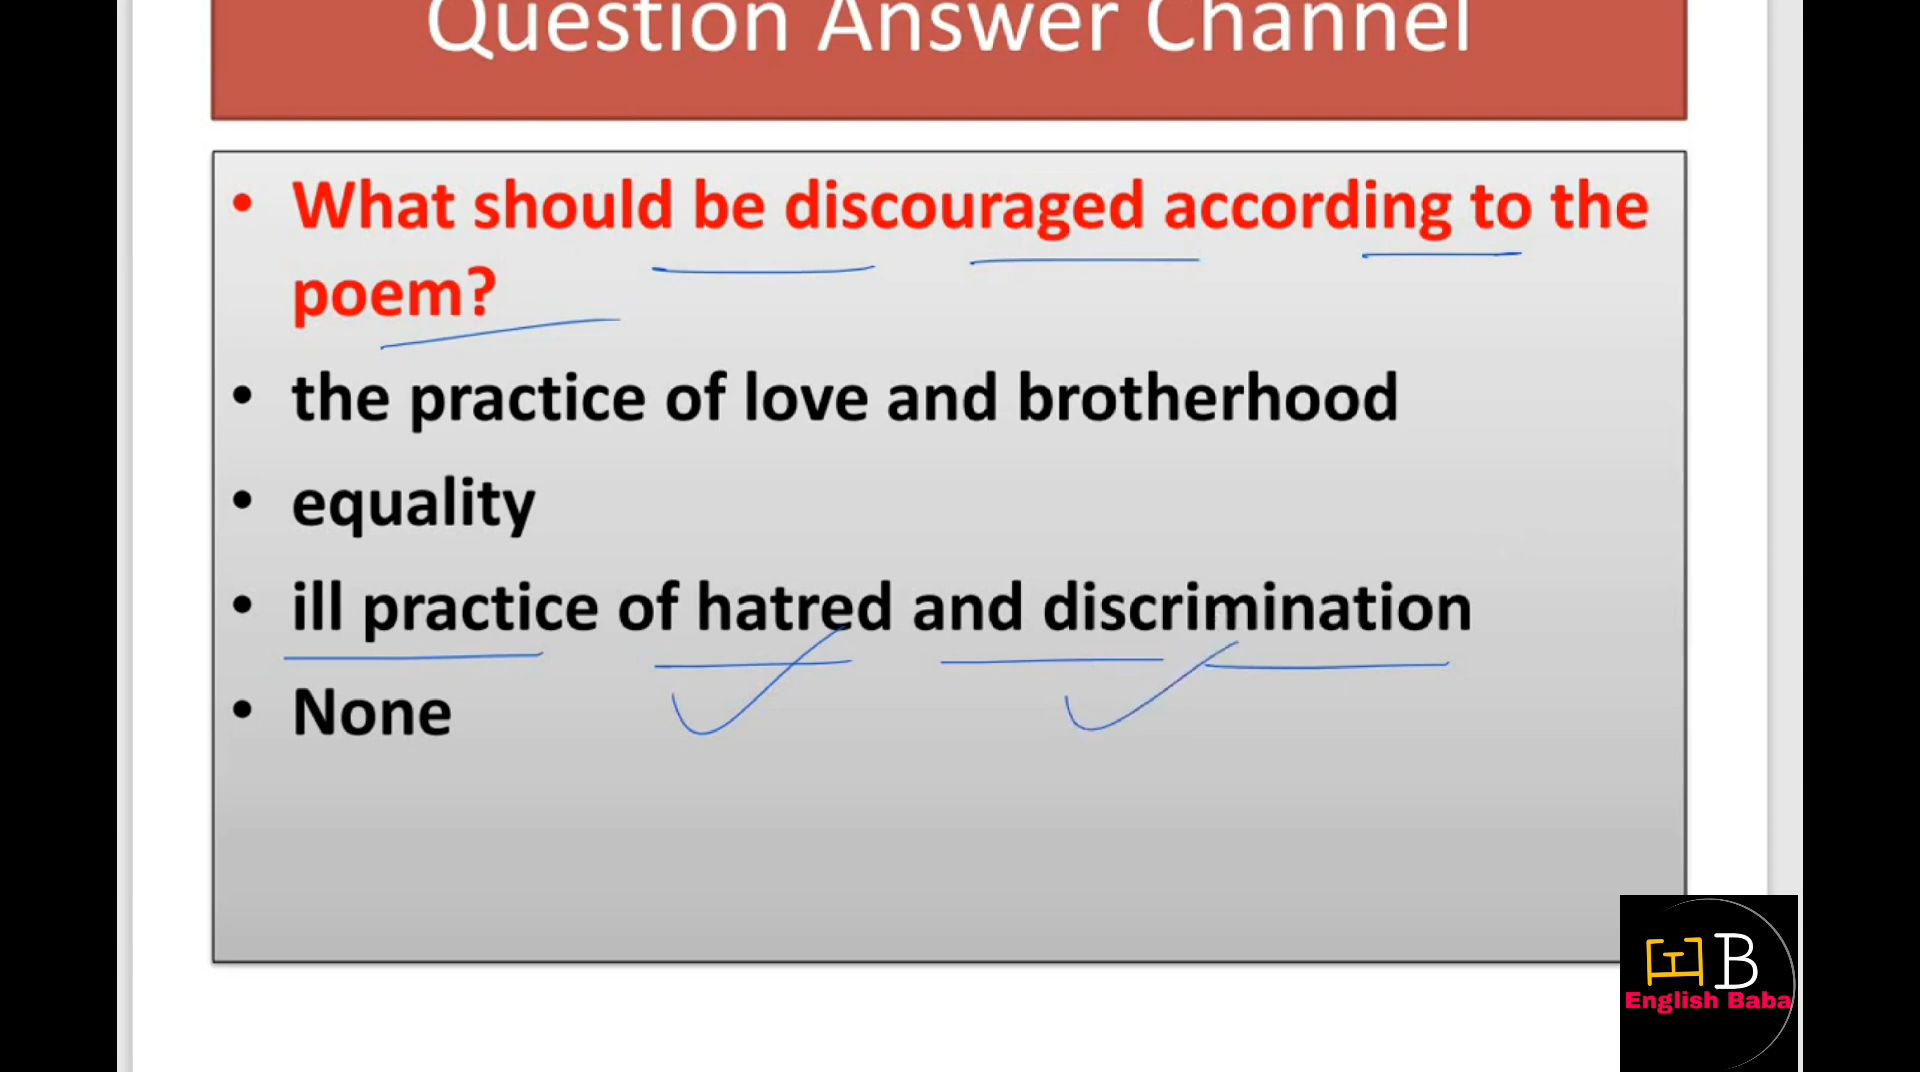 Question Answer Channel
• What should be discouraged according to the
poem?
• the practice of love and brotherhood
• equality
• ill practice of hatred and discrimination
• None
B
English Baba